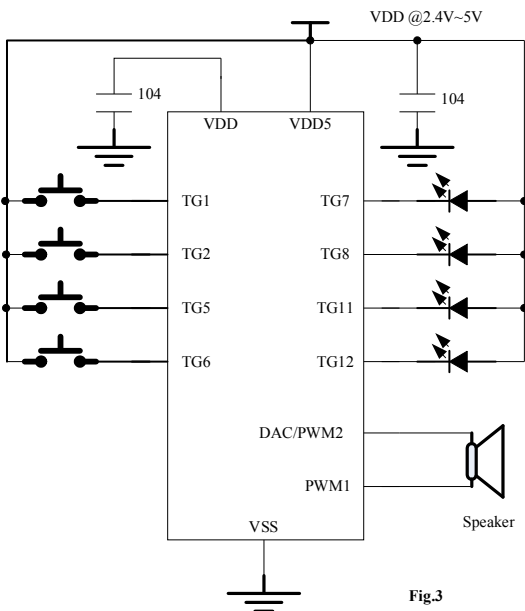 VDD @2.4V~5V
104
104
VDD
VDD5
TG1
TG7
TG2
TG8
TG5
TG11
TG6
TG12
DAC/PWM2
PWM1
Speaker
VSS
Fig.3